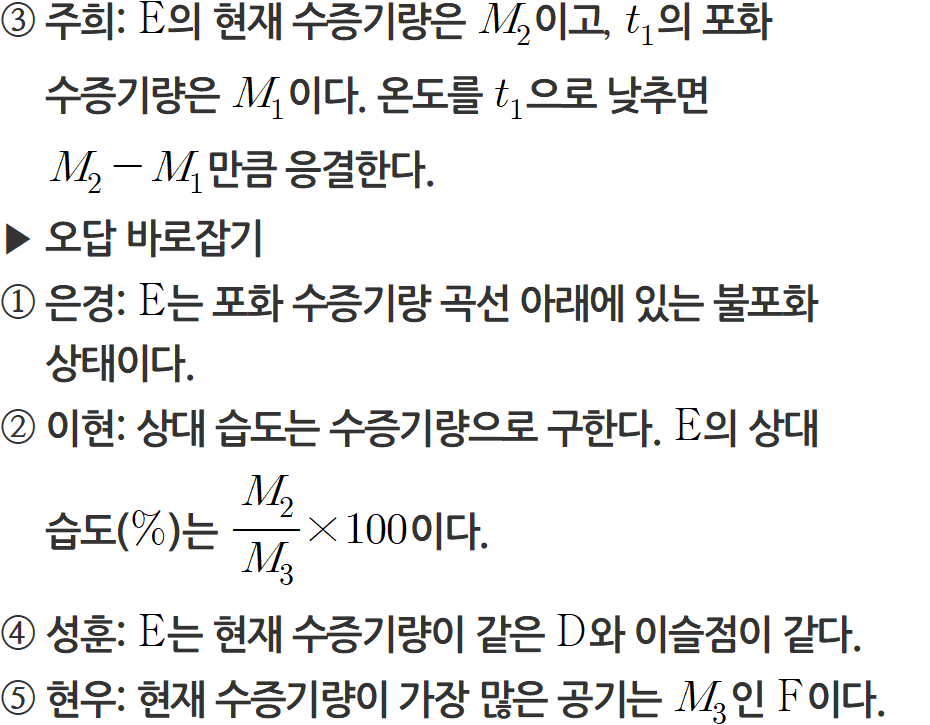 ③ 주희: E의 현재 수증기량은 M₂이고, t₁의 포화
수증기량은 M₁이다. 온도를 t₁으로 낮추면
M₂ − M₁만큼 응결한다.
▶ 오답 바로잡기
① 은경: E는 포화 수증기량 곡선 아래에 있는 불포화
상태이다.
② 이현: 상대 습도는 수증기량으로 구한다. E의 상대
습도(%)는 M₂/M₃×100이다.
④ 성훈: E는 현재 수증기량이 같은 D와 이슬점이 같다.
⑤ 현우: 현재 수증기량이 가장 많은 공기는 M₃인 F이다.